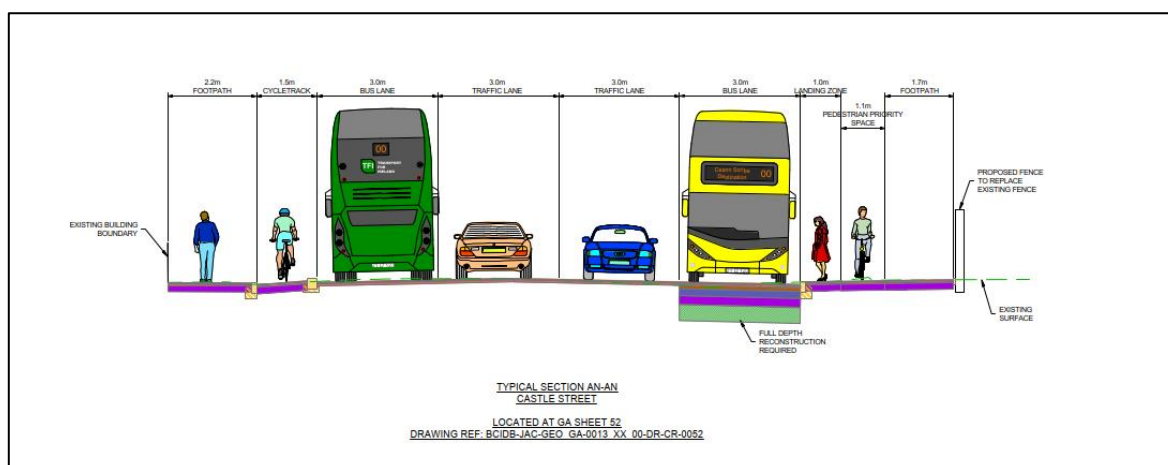 2.2m
FOOTPATH
1.5m
CYCLETRACK
3.0m
BUS LANE
3.0m
TRAFFIC LANE
3.0m
TRAFFIC LANE
3.0m
BUS LANE
1.0m
LANDING ZONE
1.1m
PEDESTRIAN PRIORITY
SPACE
1.7m
FOOTPATH
00
TFI
TRANSPORT
FOR
IRELAND
00
PROPOSED FENCE
TO REPLACE
EXISTING FENCE
EXISTING BUILDING
BOUNDARY
EXISTING
SURFACE
FULL DEPTH
RECONSTRUCTION
REQUIRED
TYPICAL SECTION AN-AN
CASTLE STREET
LOCATED AT GA SHEET 52
DRAWING REF: BCIDB-JAC-GEO_GA-0013_XX_00-DR-CR-0052